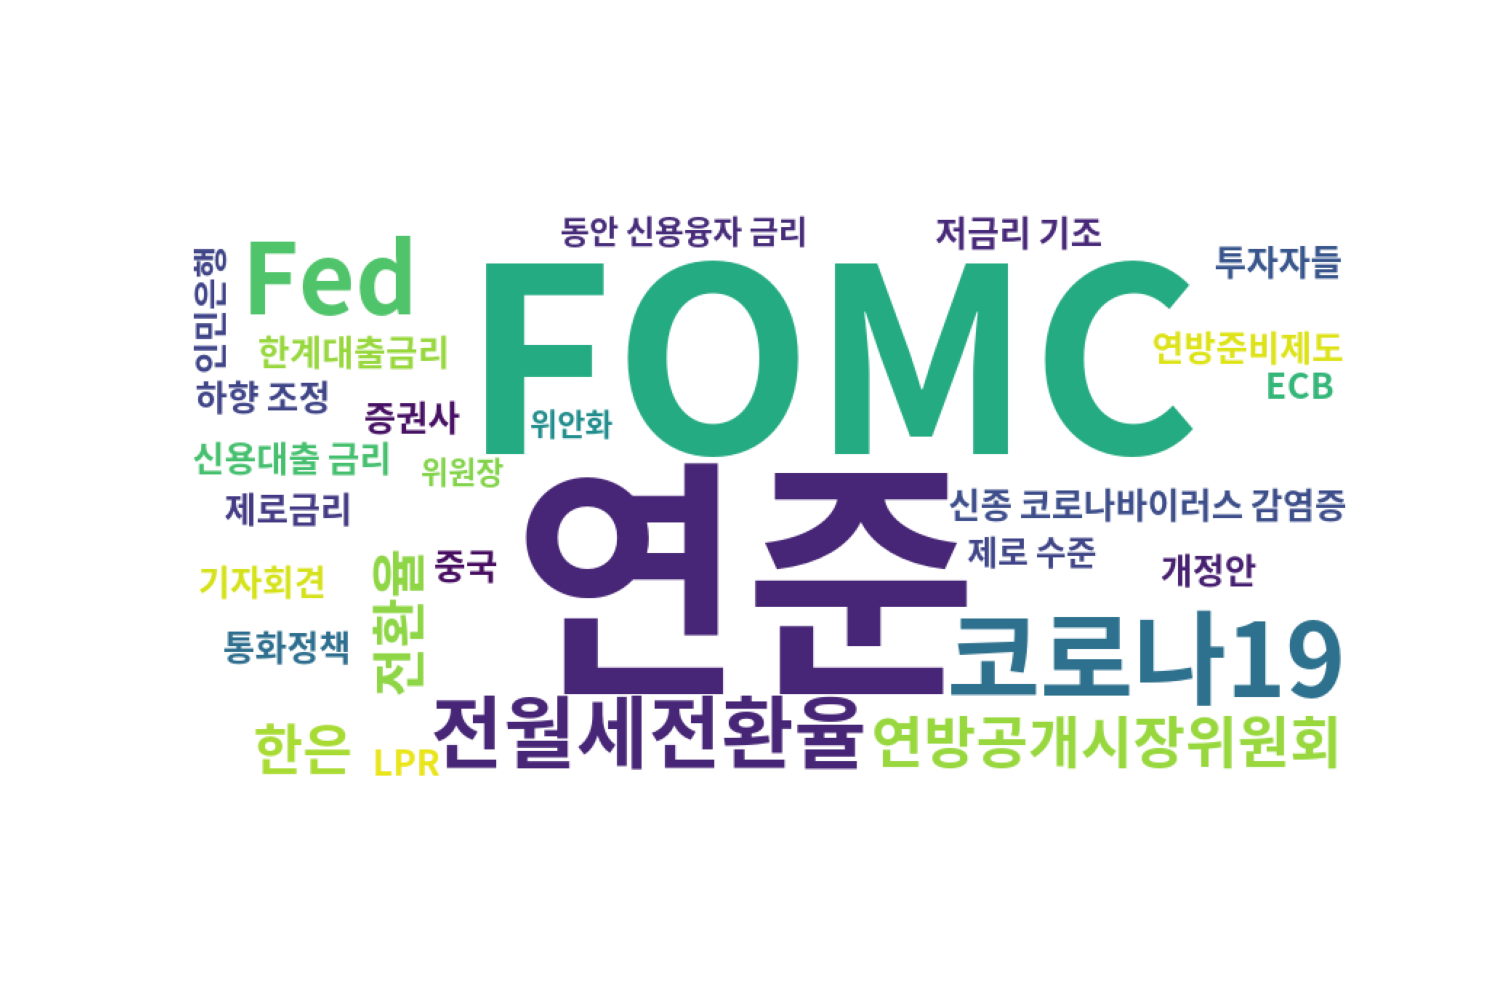 동안 신용융자 금리
저금리 기조
인민은행
Fed
FOMC
투자자들
한계대출금리
연방준비제도
ECB
하향 조정
증권사
위안화
신용대출 금리
위원장
연준
제로금리
신종 코로나바이러스 감염증
제로 수준
중국
개정안
기자회견
전환율
통화정책
코로나19
한은
LPR
전월세전환율
연방공개시장위원회